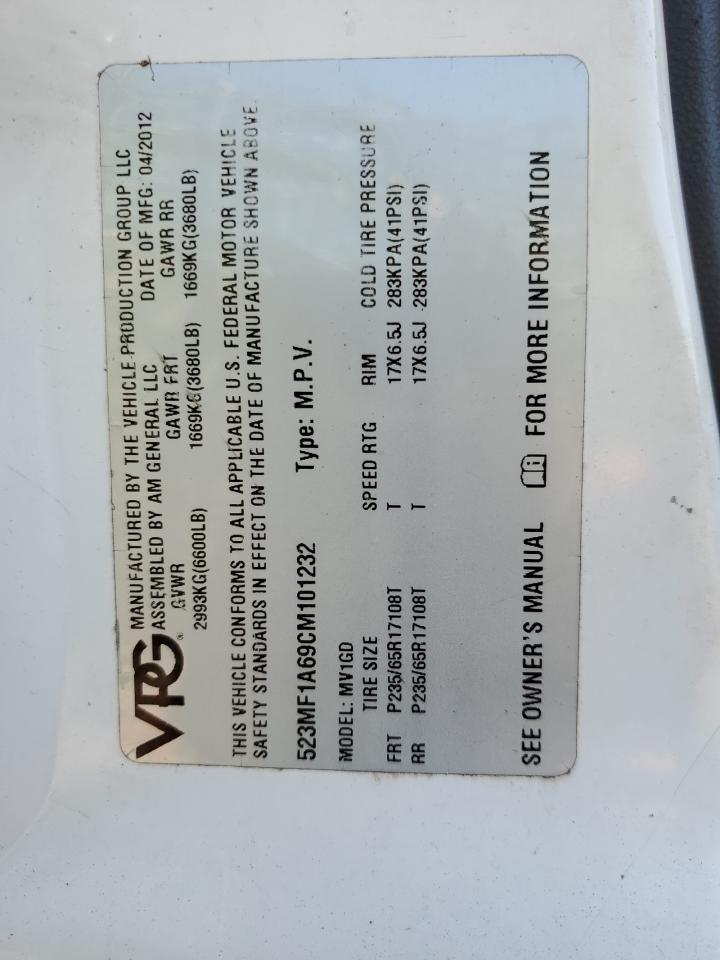 VPG®
MANUFACTURED BY THE VEHICLE PRODUCTION GROUP LLC
ASSEMBLED BY AM GENERAL LLC DATE OF MFG: 04/2012
GVWR GAWR FRT GAWR RR
2993KG(6600LB) 1669KG(3680LB) 1669KG(3680LB)
THIS VEHICLE CONFORMS TO ALL APPLICABLE U.S. FEDERAL MOTOR VEHICLE
SAFETY STANDARDS IN EFFECT ON THE DATE OF MANUFACTURE SHOWN ABOVE.
523MF1A69CM101232 Type: M.P.V.
MODEL: MV1GD
TIRE SIZE SPEED RTG RIM COLD TIRE PRESSURE
FRT P235/65R17108T T 17X6.5J 283KPA(41PSI)
RR P235/65R17108T T 17X6.5J 283KPA(41PSI)
SEE OWNER'S MANUAL FOR MORE INFORMATION